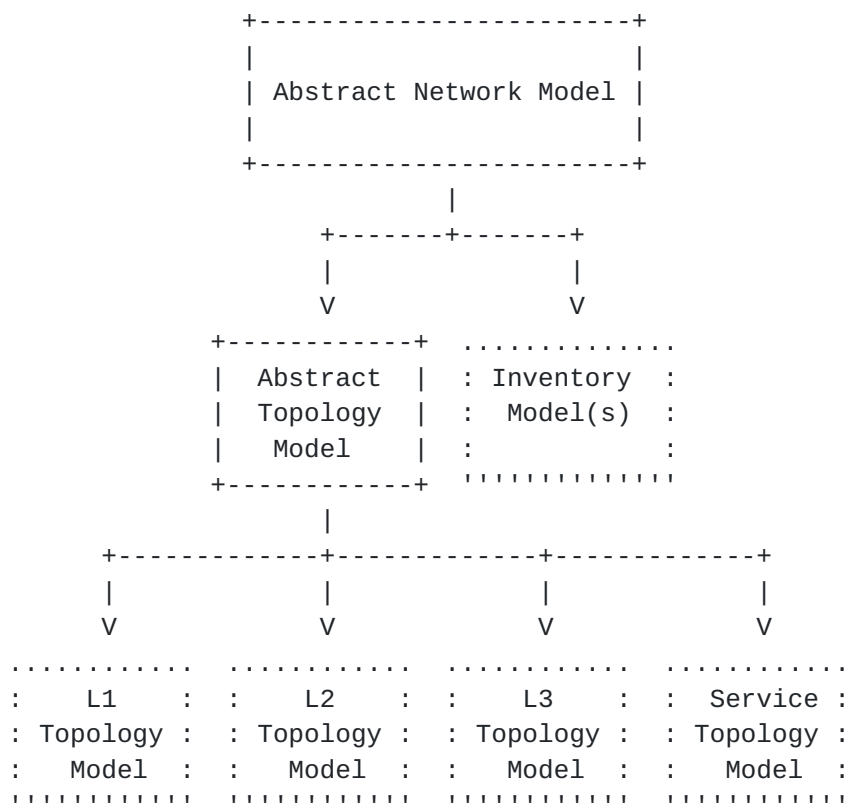 Abstract Network Model
Abstract : Inventory :
Topology : Model(s) :
Model
L1 L2 L3 Service
Topology Topology Topology Topology
Model Model Model Model